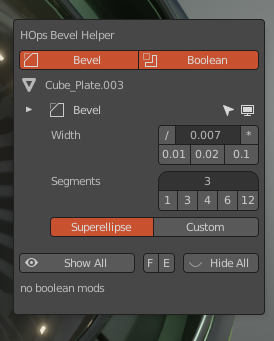 HOps Bevel Helper
Bevel Boolean
Cube_Plate.003
Bevel
Width / 0.007 *
0.01 0.02 0.1
Segments 3
1 3 4 6 12
Superellipse Custom
Show All F E Hide All
no boolean mods